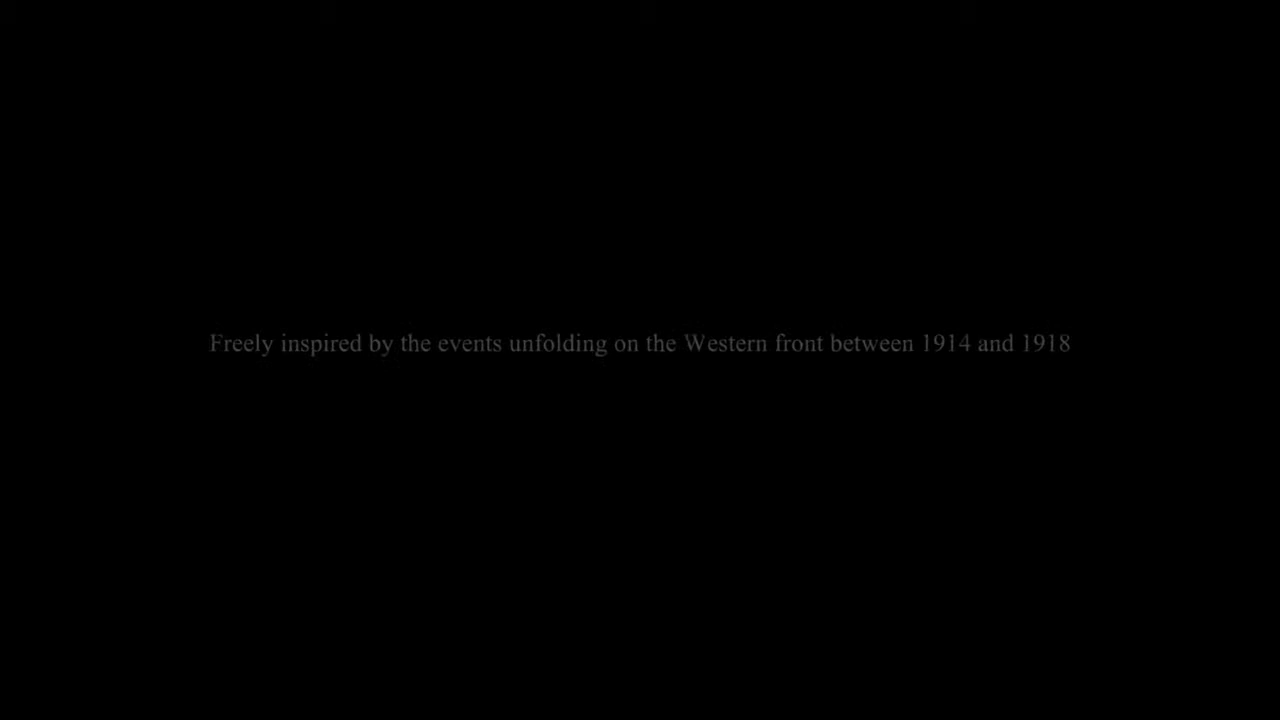 Freely inspired by the events unfolding on the Western front between 1914 and 1918